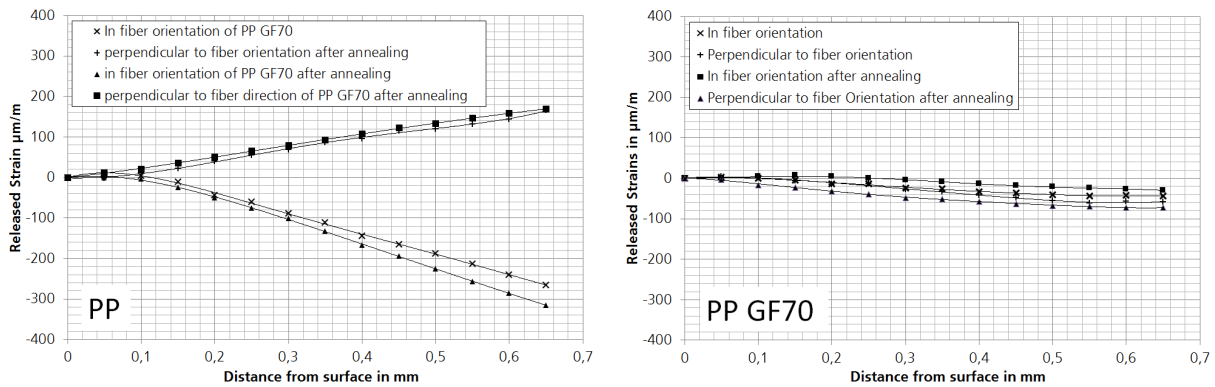 400
300
200
100
0
-100
-200
-300
-400
Released Strain µm/m
In fiber orientation of PP GF70
perpendicular to fiber orientation after annealing
in fiber orientation of PP GF70 after annealing
perpendicular to fiber direction of PP GF70 after annealing
PP
0 0,1 0,2 0,3 0,4 0,5 0,6 0,7
Distance from surface in mm
400
300
200
100
0
-100
-200
-300
-400
Released Strains in µm/m
In fiber orientation
Perpendicular to fiber orientation
In fiber orientation after annealing
Perpendicular to fiber Orientation after annealing
PP GF70
0 0,1 0,2 0,3 0,4 0,5 0,6 0,7
Distance from surface in mm